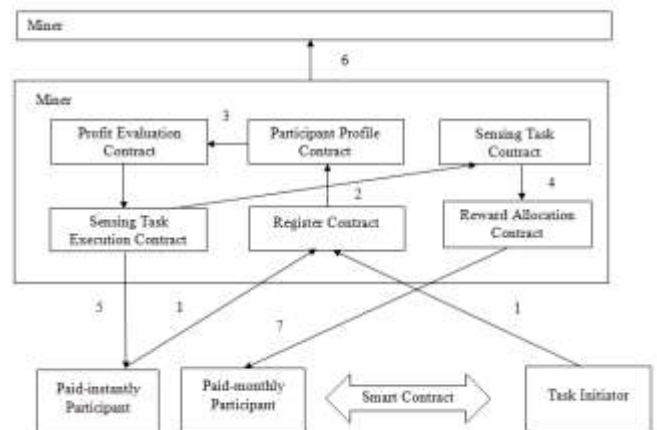 Miner
6
Miner
Profit Evaluation
Contract
3
Participant Profile
Contract
Sensing Task
Contract
2
4
Sensing Task
Execution Contract
Register Contract
Reward Allocation
Contract
5
1
7
1
Paid-instantly
Participant
Paid-monthly
Participant
Smart Contract
Task Initiator